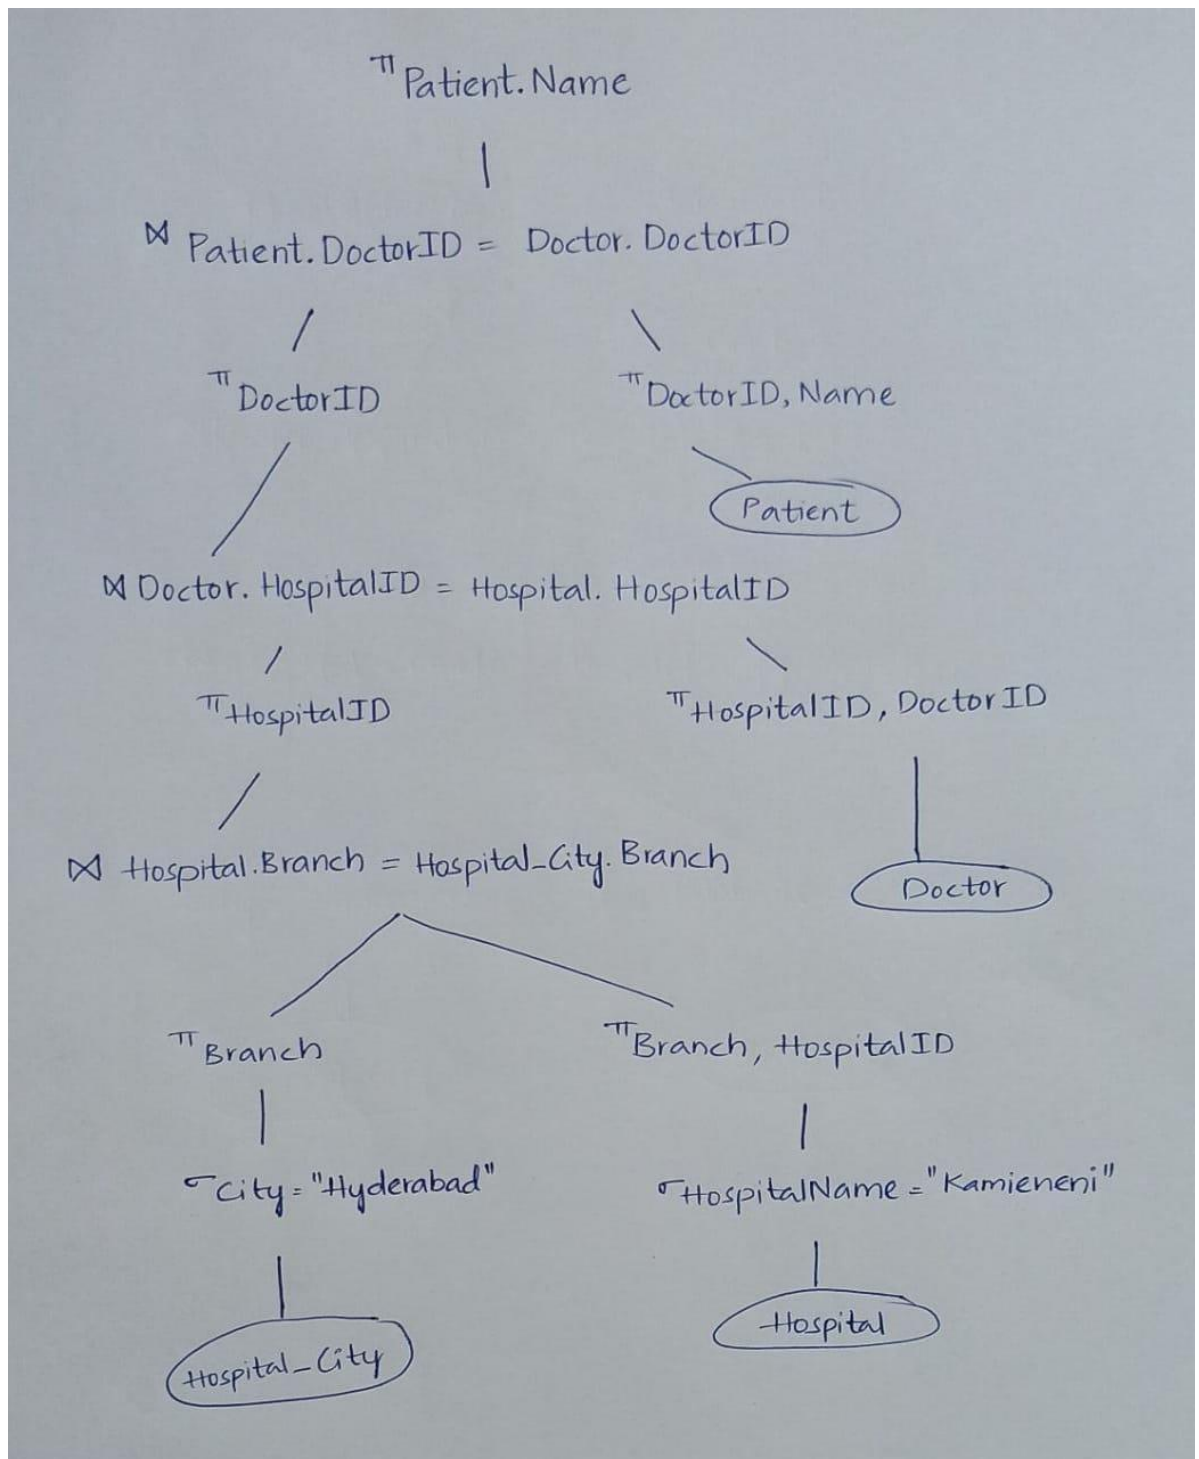 π Patient.Name
⋈ Patient.DoctorID = Doctor.DoctorID
π DoctorID
π DoctorID, Name
Patient
⋈ Doctor.HospitalID = Hospital.HospitalID
π HospitalID
π HospitalID, DoctorID
⋈ Hospital.Branch = Hospital_City.Branch
Doctor
π Branch
π Branch, HospitalID
σ City = "Hyderabad"
σ HospitalName = "Kamieneni"
Hospital_City
Hospital